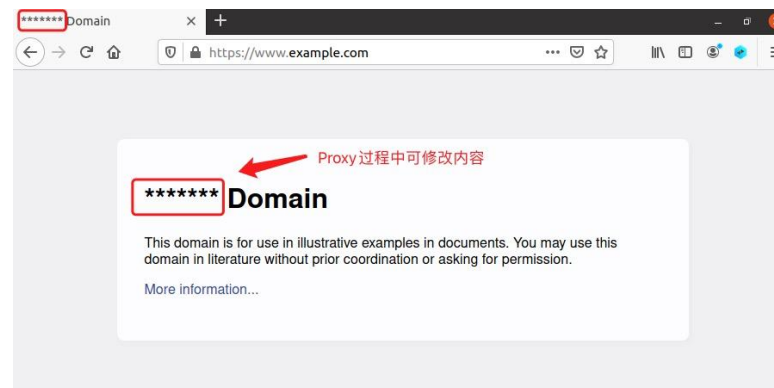 ******* Domain
https://www.example.com
Proxy过程中可修改内容
******* Domain
This domain is for use in illustrative examples in documents. You may use this
domain in literature without prior coordination or asking for permission.
More information...